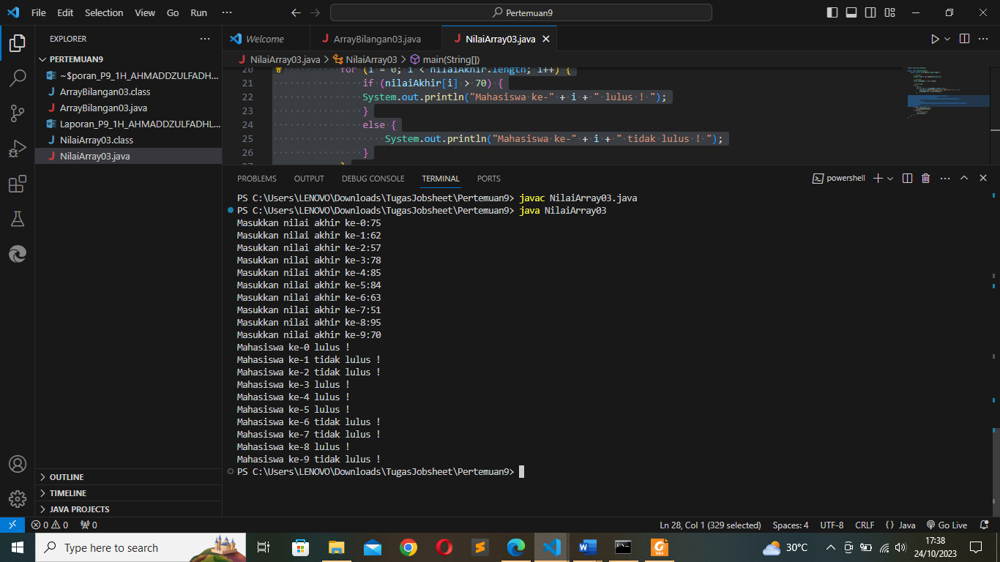 File Edit Selection View Go Run ··· Pertemuan9
EXPLORER ···
PERTEMUAN9
~$poran_P9_1H_AHMADDZULFADH...
ArrayBilangan03.class
ArrayBilangan03.java
Laporan_P9_1H_AHMADDZULFADHL...
NilaiArray03.class
NilaiArray03.java
OUTLINE
TIMELINE
JAVA PROJECTS
Welcome ArrayBilangan03.java NilaiArray03.java
NilaiArray03.java > NilaiArray03 > main(String[])
20 for (i = 0; i < nilaiAkhir.length; i++) {
21 if (nilaiAkhir[i] > 70) {
22 System.out.println("Mahasiswa ke-" + i + " lulus ! ");
23 }
24 else {
25 System.out.println("Mahasiswa ke-" + i + " tidak lulus ! ");
26 }
27 }
PROBLEMS OUTPUT DEBUG CONSOLE TERMINAL PORTS powershell
PS C:\Users\LENOVO\Downloads\TugasJobsheet\Pertemuan9> javac NilaiArray03.java
PS C:\Users\LENOVO\Downloads\TugasJobsheet\Pertemuan9> java NilaiArray03
Masukkan nilai akhir ke-0:75
Masukkan nilai akhir ke-1:62
Masukkan nilai akhir ke-2:57
Masukkan nilai akhir ke-3:78
Masukkan nilai akhir ke-4:85
Masukkan nilai akhir ke-5:84
Masukkan nilai akhir ke-6:63
Masukkan nilai akhir ke-7:51
Masukkan nilai akhir ke-8:95
Masukkan nilai akhir ke-9:70
Mahasiswa ke-0 lulus !
Mahasiswa ke-1 tidak lulus !
Mahasiswa ke-2 tidak lulus !
Mahasiswa ke-3 lulus !
Mahasiswa ke-4 lulus !
Mahasiswa ke-5 lulus !
Mahasiswa ke-6 tidak lulus !
Mahasiswa ke-7 tidak lulus !
Mahasiswa ke-8 lulus !
Mahasiswa ke-9 tidak lulus !
PS C:\Users\LENOVO\Downloads\TugasJobsheet\Pertemuan9>
0 0 0 Ln 28, Col 1 (329 selected) Spaces: 4 UTF-8 CRLF {} Java Go Live
Type here to search 30°C 17:38
24/10/2023